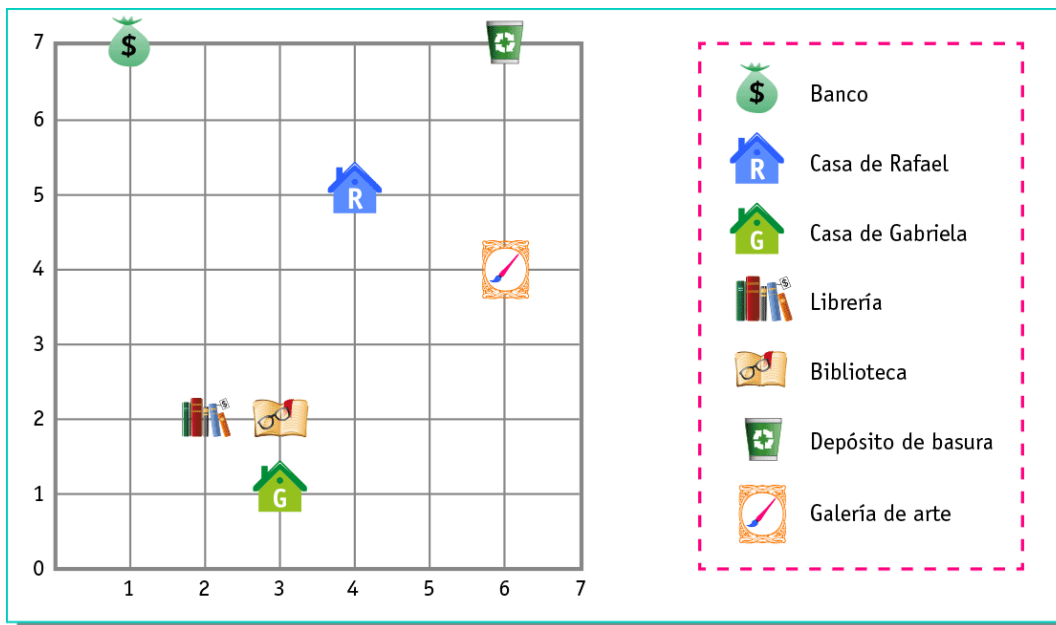 7
6
5
4
3
2
1
0
1 2 3 4 5 6 7
$
R
G
$
$ Banco
R Casa de Rafael
G Casa de Gabriela
$ Librería
Biblioteca
Depósito de basura
Galería de arte